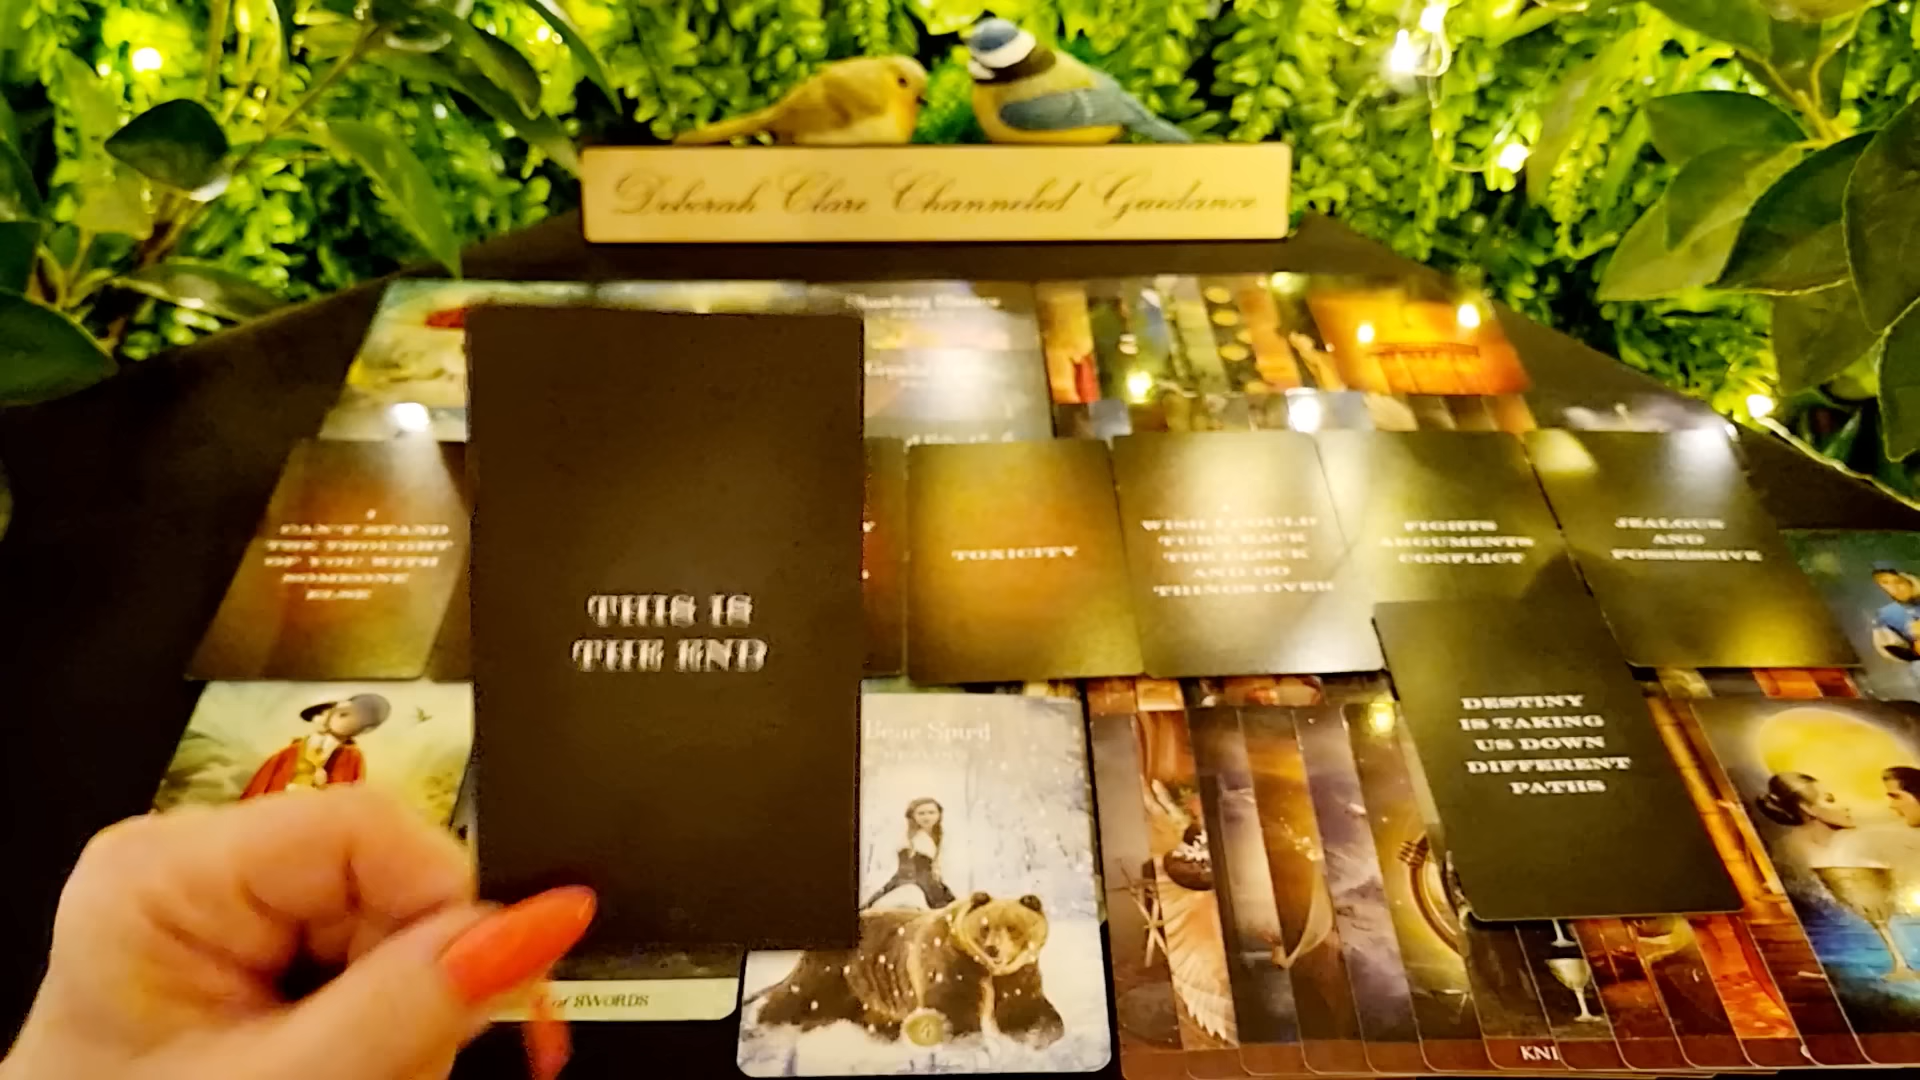 Deborah Clare Channeled Guidance
I
CAN'T STAND
THE THOUGHT
OF YOU WITH
SOMEONE
ELSE
THIS IS
THE END
TOXICITY
I
WISH I COULD
TURN BACK
THE CLOCK
AND DO
THINGS OVER
FIGHTS
ARGUMENTS
CONFLICT
JEALOUS
AND
POSSESSIVE
DESTINY
IS TAKING
US DOWN
DIFFERENT
PATHS
Bear Spirit
of SWORDS
KNI